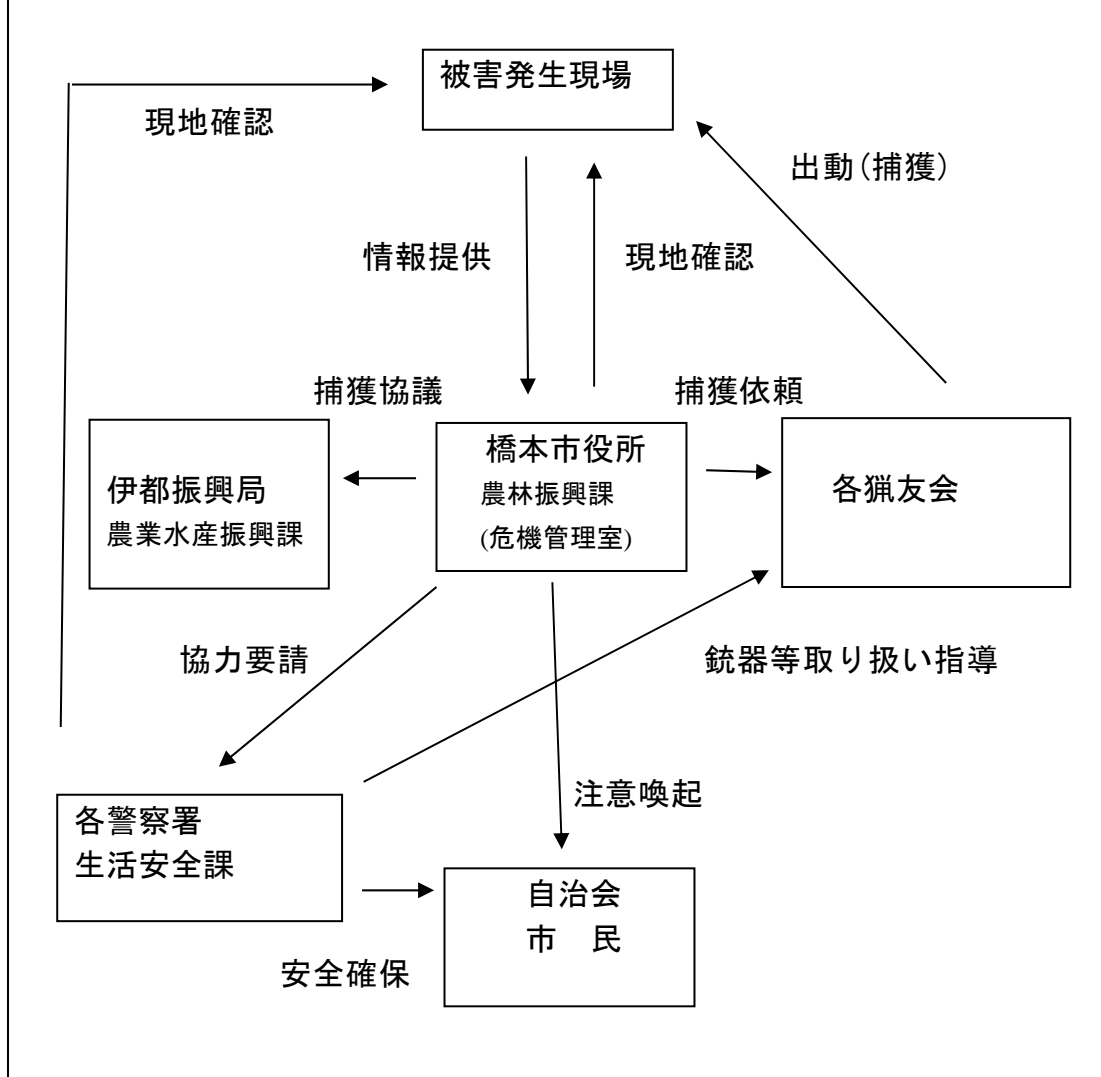 被害発生現場
現地確認
出動(捕獲)
情報提供
現地確認
捕獲協議
捕獲依頼
伊都振興局
農業水産振興課
橋本市役所
農林振興課
(危機管理室)
各猟友会
協力要請
銃器等取り扱い指導
注意喚起
各警察署
生活安全課
自治会
市　民
安全確保